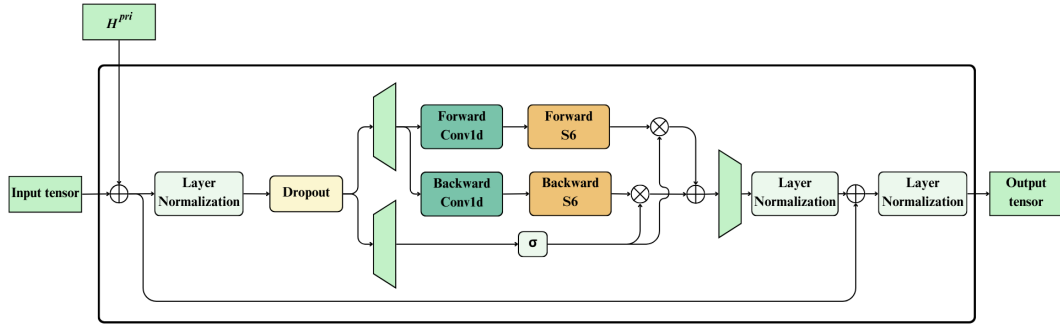 H^pri
Input tensor
Layer
Normalization
Dropout
Forward
Conv1d
Forward
S6
Backward
Conv1d
Backward
S6
σ
Layer
Normalization
Layer
Normalization
Output
tensor